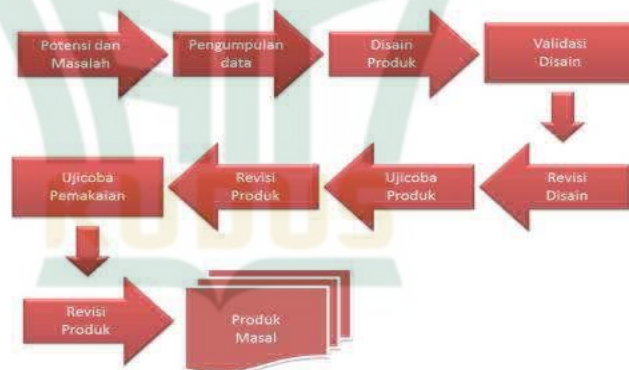 Potensi dan
Masalah
Pengumpulan
data
Disain
Produk
Validasi
Disain
Revisi
Disain
Ujicoba
Produk
Revisi
Produk
Ujicoba
Pemakaian
Revisi
Produk
Produk
Masal
KUDUS